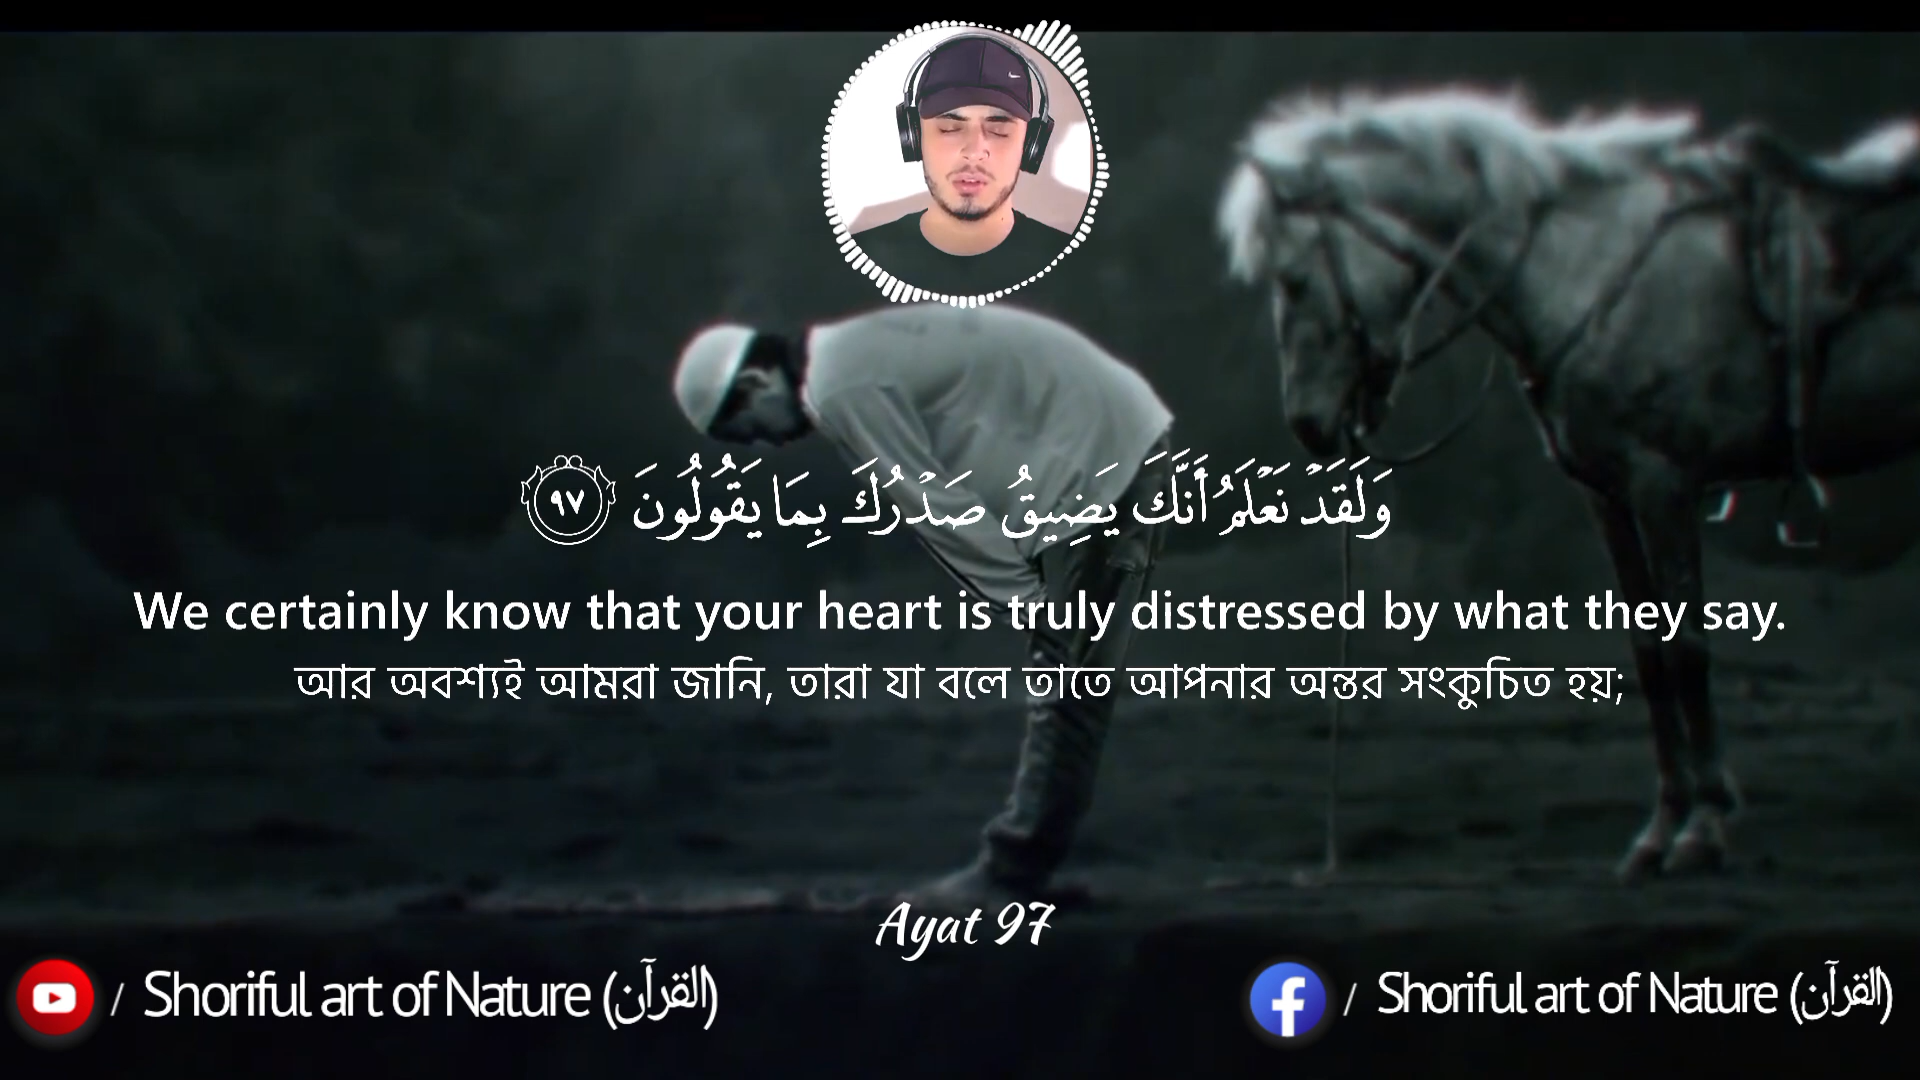 وَلَقَدْ نَعْلَمُ أَنَّكَ يَضِيقُ صَدْرُكَ بِمَا يَقُولُونَ ٩٧
We certainly know that your heart is truly distressed by what they say.
আর অবশ্যই আমরা জানি, তারা যা বলে তাতে আপনার অন্তর সংকুচিত হয়;
Ayat 97
/ Shoriful art of Nature (القرآن)
/ Shoriful art of Nature (القرآن)